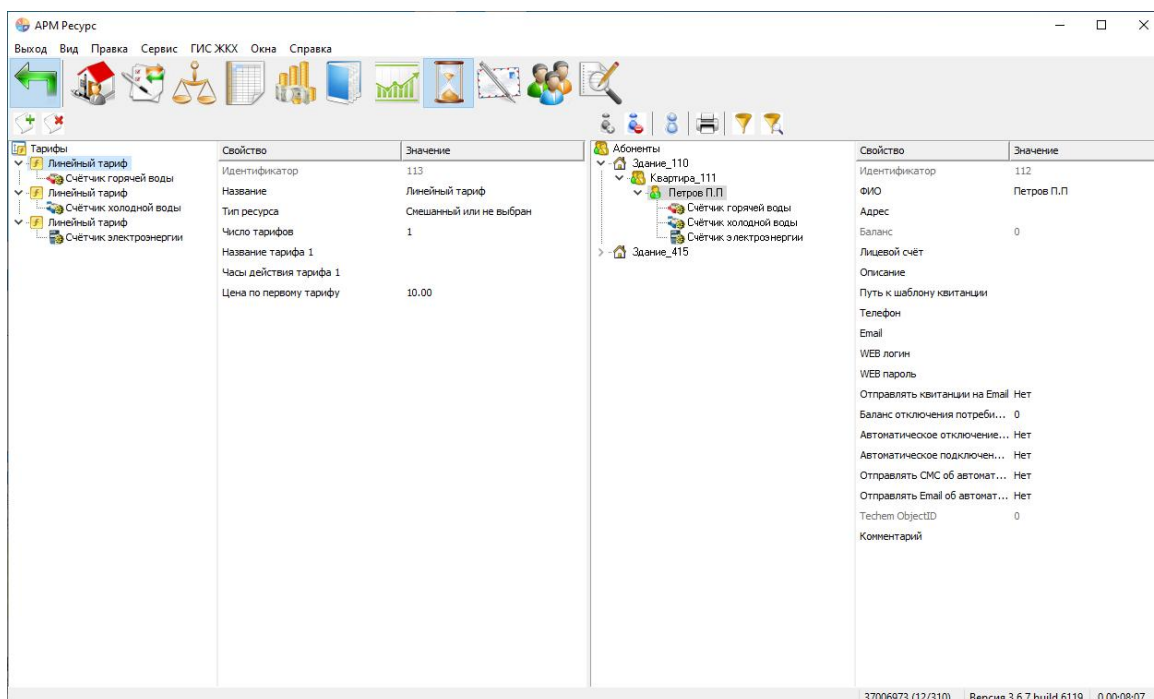 АРМ Ресурс
Выход Вид Правка Сервис ГИС ЖКХ Окна Справка
Тарифы
Линейный тариф
Счётчик горячей воды
Линейный тариф
Счётчик холодной воды
Линейный тариф
Счётчик электроэнергии
Свойство Значение
Идентификатор 113
Название Линейный тариф
Тип ресурса Смешанный или не выбран
Число тарифов 1
Название тарифа 1
Часы действия тарифа 1
Цена по первому тарифу 10.00
Абоненты
Здание_110
Квартира_111
Петров П.П
Счётчик горячей воды
Счётчик холодной воды
Счётчик электроэнергии
Здание_415
Свойство Значение
Идентификатор 112
ФИО Петров П.П
Адрес
Баланс 0
Лицевой счёт
Описание
Путь к шаблону квитанции
Телефон
Email
WEB логин
WEB пароль
Отправлять квитанции на Email Нет
Баланс отключения потреби... 0
Автоматическое отключение... Нет
Автоматическое подключен... Нет
Отправлять СМС об автомат... Нет
Отправлять Email об автомат... Нет
Techem ObjectID 0
Комментарий
37006973 (12/310) Версия 3.6.7 build 6119 0.00:08:07